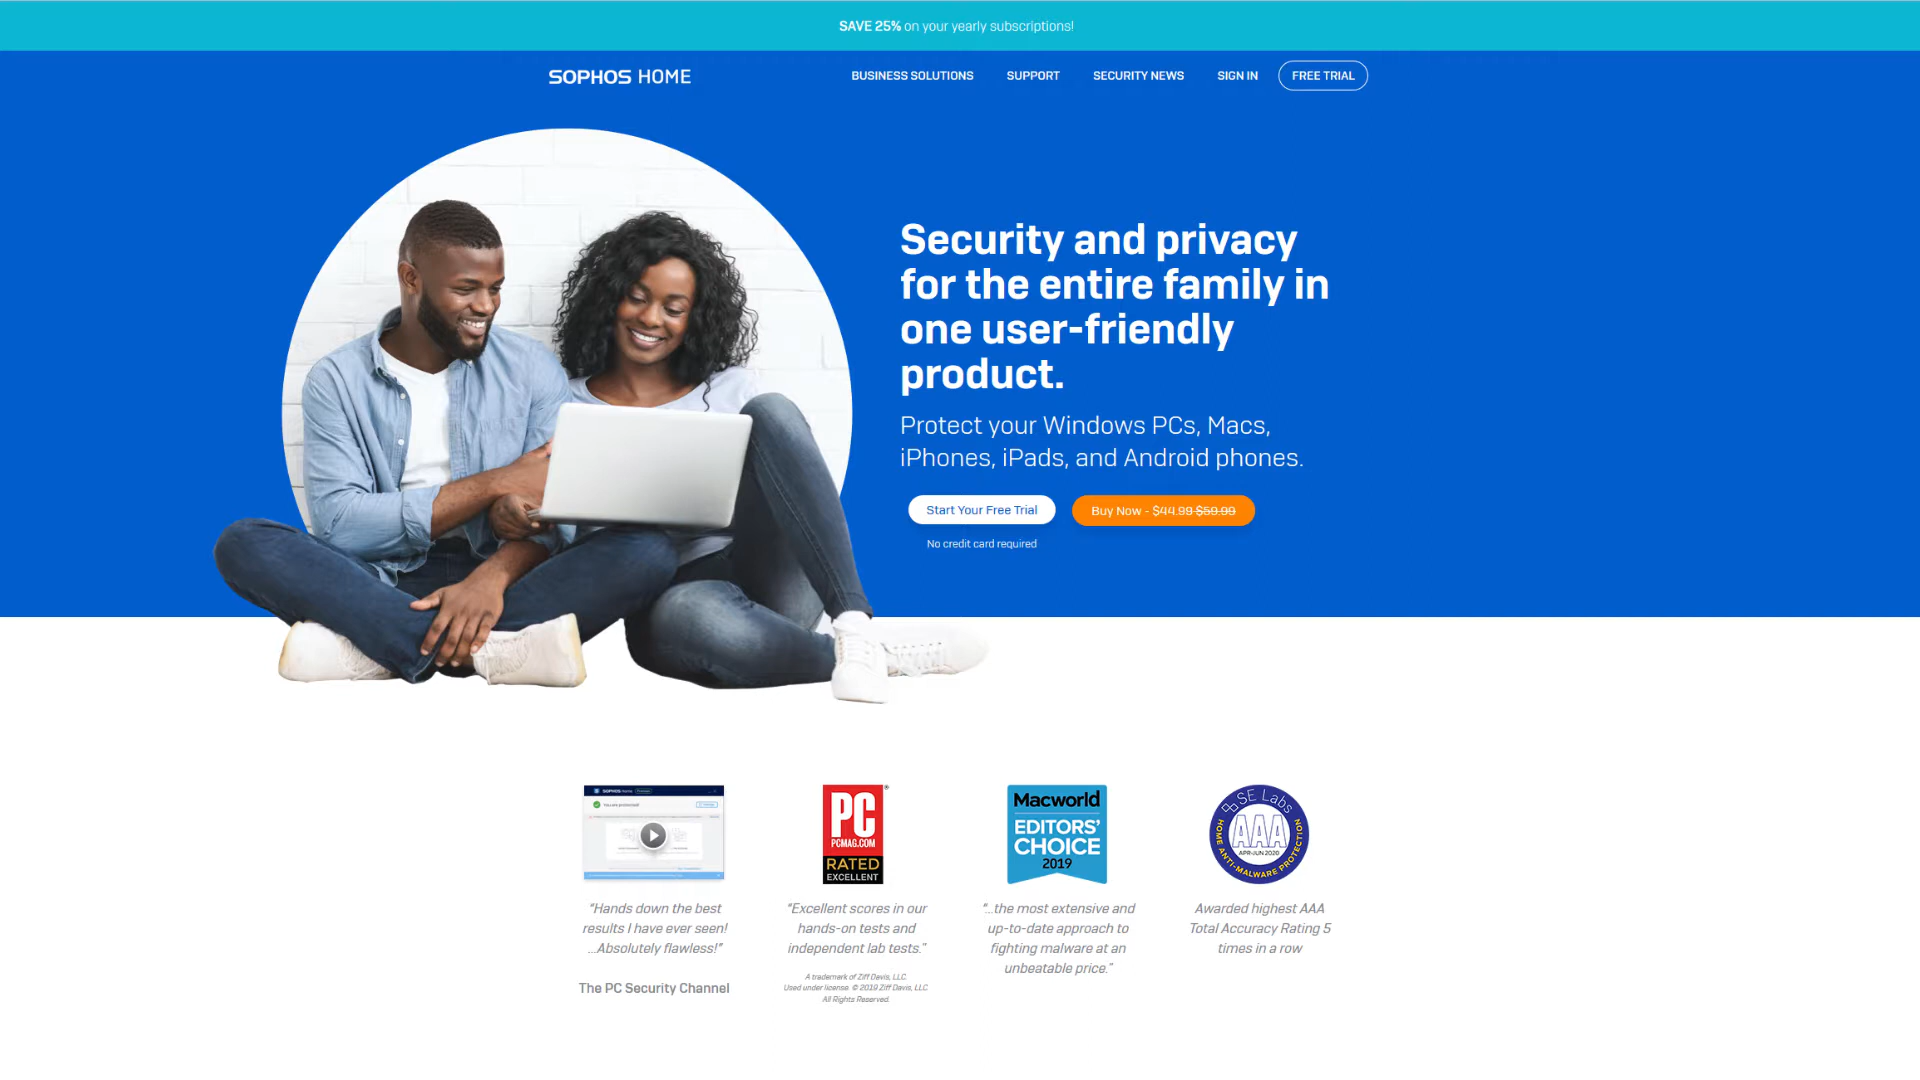 SAVE 25% on your yearly subscriptions!
SOPHOS HOME
BUSINESS SOLUTIONS
SUPPORT
SECURITY NEWS
SIGN IN
FREE TRIAL
Security and privacy
for the entire family in
one user-friendly
product.
Protect your Windows PCs, Macs,
iPhones, iPads, and Android phones.
Start Your Free Trial
Buy Now - $44.99 $59.99
No credit card required
SOPHOS Home
You are protected!
"Hands down the best
results I have ever seen!
...Absolutely flawless!"
The PC Security Channel
PC
PCMAG.COM
RATED
EXCELLENT
®
"Excellent scores in our
hands-on tests and
independent lab tests."
A trademark of Ziff Davis, LLC.
Used under license. © 2019 Ziff Davis, LLC.
All Rights Reserved.
Macworld
EDITORS'
CHOICE
2019
"...the most extensive and
up-to-date approach to
fighting malware at an
unbeatable price."
SE Labs
AAA
APR-JUN 2020
HOME ANTI-MALWARE PROTECTION
Awarded highest AAA
Total Accuracy Rating 5
times in a row